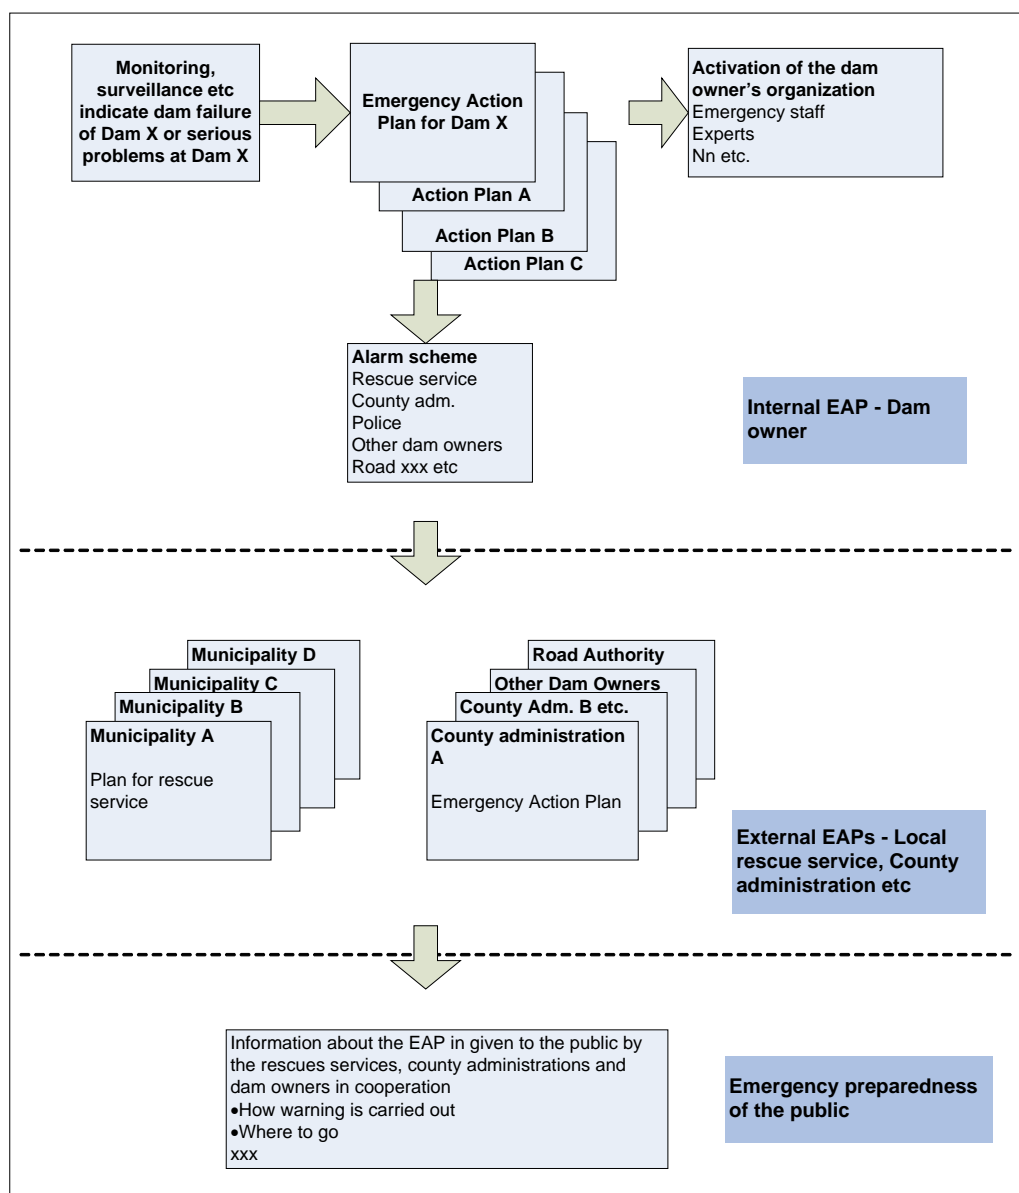 Monitoring,
surveillance etc
indicate dam failure
of Dam X or serious
problems at Dam X
Emergency Action
Plan for Dam X
Action Plan A
Action Plan B
Action Plan C
Activation of the dam
owner's organization
Emergency staff
Experts
Nn etc.
Alarm scheme
Rescue service
County adm.
Police
Other dam owners
Road xxx etc
Internal EAP - Dam
owner
Municipality D
Municipality C
Municipality B
Municipality A
Plan for rescue
service
Road Authority
Other Dam Owners
County Adm. B etc.
County administration
A
Emergency Action Plan
External EAPs - Local
rescue service, County
administration etc
Information about the EAP in given to the public by
the rescues services, county administrations and
dam owners in cooperation
•How warning is carried out
•Where to go
xxx
Emergency preparedness
of the public